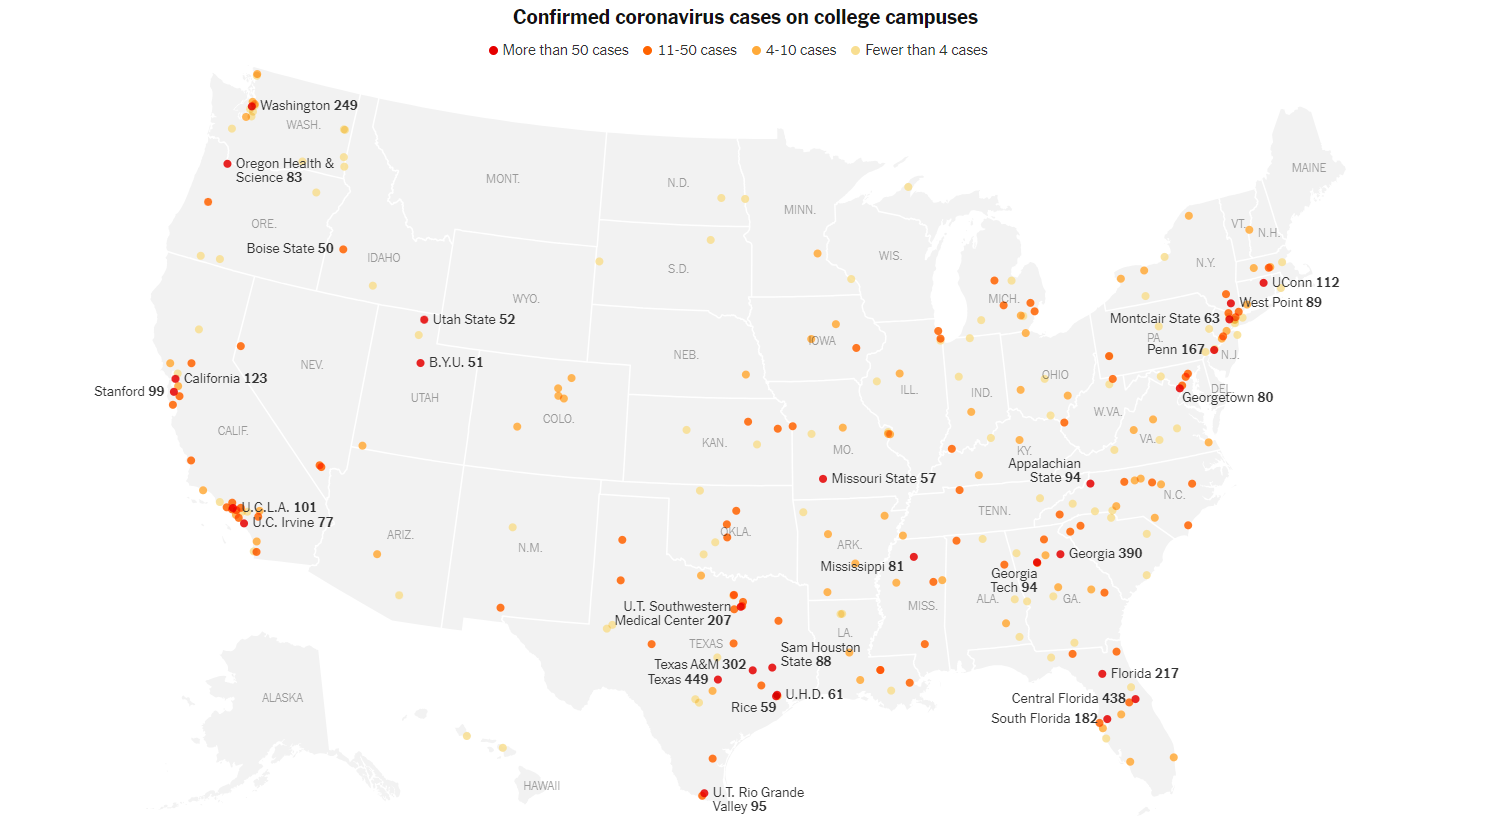 Confirmed coronavirus cases on college campuses
More than 50 cases
11-50 cases
4-10 cases
Fewer than 4 cases
Washington 249
WASH.
Oregon Health &
Science 83
MONT.
N.D.
MINN.
MAINE
ORE.
Boise State 50
IDAHO
S.D.
WIS.
VT.
N.H.
N.Y.
UConn 112
WYO.
MICH.
West Point 89
Utah State 52
Montclair State 63
IOWA
PA.
Penn 167
N.J.
NEV.
B.Y.U. 51
NEB.
California 123
Stanford 99
UTAH
COLO.
ILL.
IND.
OHIO
DEL.
Georgetown 80
W.VA.
CALIF.
KAN.
MO.
KY.
VA.
Missouri State 57
Appalachian
State 94
N.C.
U.C.L.A. 101
U.C. Irvine 77
TENN.
ARIZ.
N.M.
OKLA.
ARK.
Mississippi 81
Georgia 390
Georgia
Tech 94
U.T. Southwestern
Medical Center 207
MISS.
ALA.
GA.
LA.
TEXAS
Sam Houston
State 88
Texas A&M 302
Texas 449
Florida 217
U.H.D. 61
Rice 59
Central Florida 438
South Florida 182
ALASKA
HAWAII
U.T. Rio Grande
Valley 95